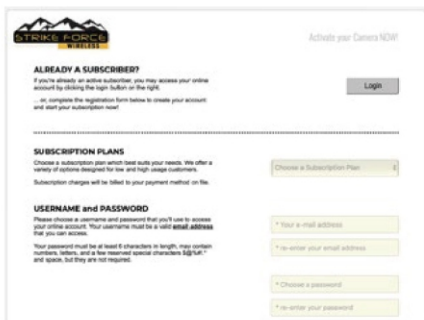 STRIKE FORCE
WIRELESS
Activate your Camera NOW!
ALREADY A SUBSCRIBER?
If you're already an active subscriber, you may access your online
account by clicking the login button on the right.
Login
... or, complete the registration form below to create your account
and start your subscription now!
SUBSCRIPTION PLANS
Choose a subscription plan which best suits your needs. We offer a
variety of options designed for low and high usage customers.
Choose a Subscription Plan
Subscription charges will be billed to your payment method on file.
USERNAME and PASSWORD
Please choose a username and password that you'll use to access
your online account. Your username must be a valid email address
that you can access.
* Your e-mail address
* re-enter your email address
Your password must be at least 6 characters in length, may contain
numbers, letters, and a few reserved special characters
and space, but they are not required.
* Choose a password
* re-enter your password